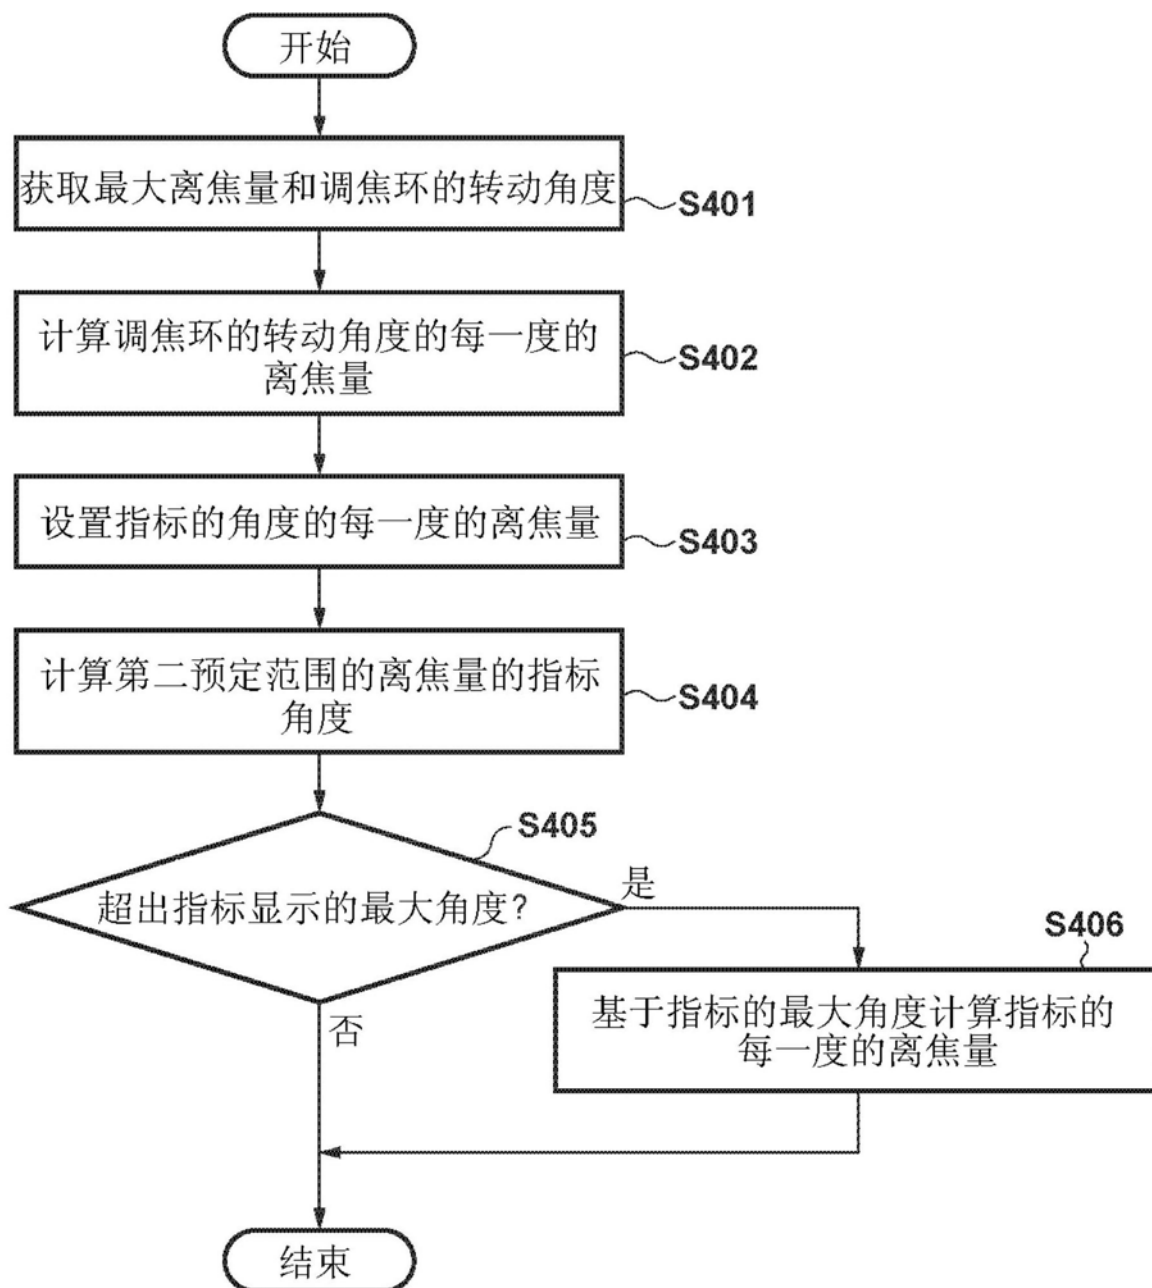 开始
获取最大离焦量和调焦环的转动角度
S401
计算调焦环的转动角度的每一度的
离焦量
S402
设置指标的角度的每一度的离焦量
S403
计算第二预定范围的离焦量的指标
角度
S404
S405
超出指标显示的最大角度?
是
S406
基于指标的最大角度计算指标的
每一度的离焦量
否
结束